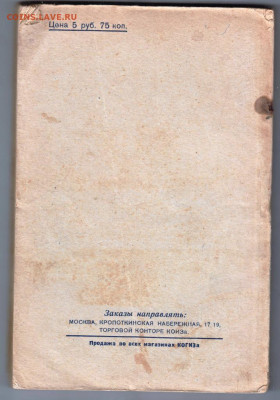 COINS.LAVE.RU
Цена 5 руб. 75 коп.
Заказы направлять:
МОСКВА, КРОПОТКИНСКАЯ НАБЕРЕЖНАЯ, 17/19,
ТОРГОВОЙ КОНТОРЕ КОИЗа
Продажа во всех магазинах КОГИЗа